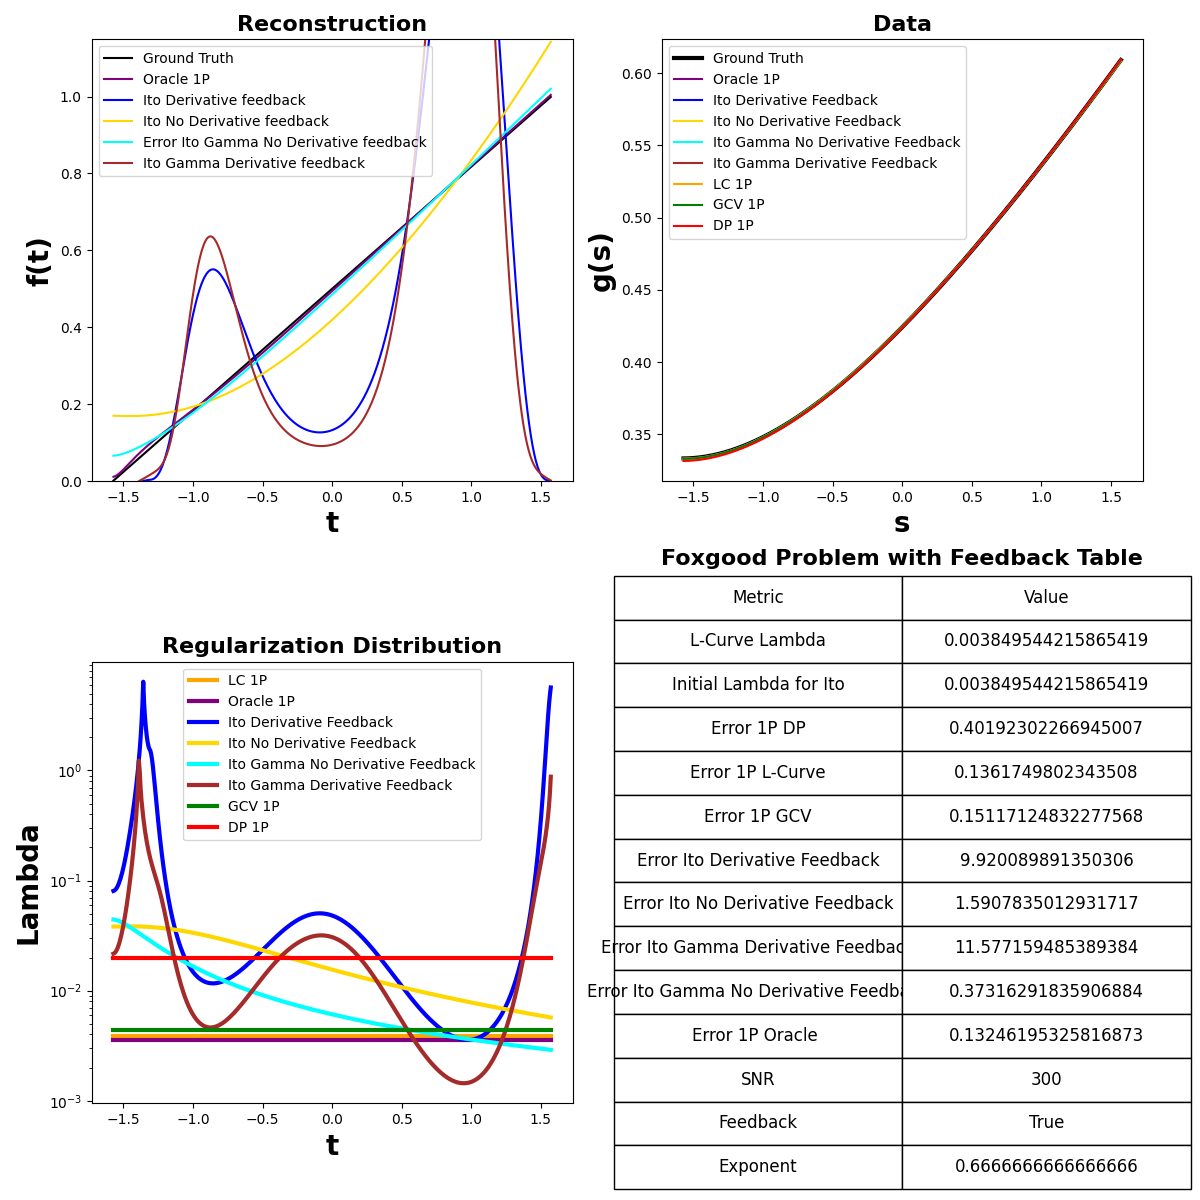 Reconstruction
Ground Truth
Oracle 1P
Ito Derivative feedback
Ito No Derivative feedback
Error Ito Gamma No Derivative feedback
Ito Gamma Derivative feedback
1.0
0.8
0.6
0.4
0.2
0.0
f(t)
−1.5 −1.0 −0.5 0.0 0.5 1.0 1.5
t
Data
Ground Truth
Oracle 1P
Ito Derivative Feedback
Ito No Derivative Feedback
Ito Gamma No Derivative Feedback
Ito Gamma Derivative Feedback
LC 1P
GCV 1P
DP 1P
0.60
0.55
0.50
0.45
0.40
0.35
g(s)
−1.5 −1.0 −0.5 0.0 0.5 1.0 1.5
s
Regularization Distribution
LC 1P
Oracle 1P
Ito Derivative Feedback
Ito No Derivative Feedback
Ito Gamma No Derivative Feedback
Ito Gamma Derivative Feedback
GCV 1P
DP 1P
10⁰
10⁻¹
10⁻²
10⁻³
Lambda
−1.5 −1.0 −0.5 0.0 0.5 1.0 1.5
t
Foxgood Problem with Feedback Table
Metric Value
L-Curve Lambda 0.003849544215865419
Initial Lambda for Ito 0.003849544215865419
Error 1P DP 0.40192302266945007
Error 1P L-Curve 0.1361749802343508
Error 1P GCV 0.15117124832277568
Error Ito Derivative Feedback 9.920089891350306
Error Ito No Derivative Feedback 1.5907835012931717
Error Ito Gamma Derivative Feedbac 11.577159485389384
Error Ito Gamma No Derivative Feedba 0.37316291835906884
Error 1P Oracle 0.13246195325816873
SNR 300
Feedback True
Exponent 0.6666666666666666